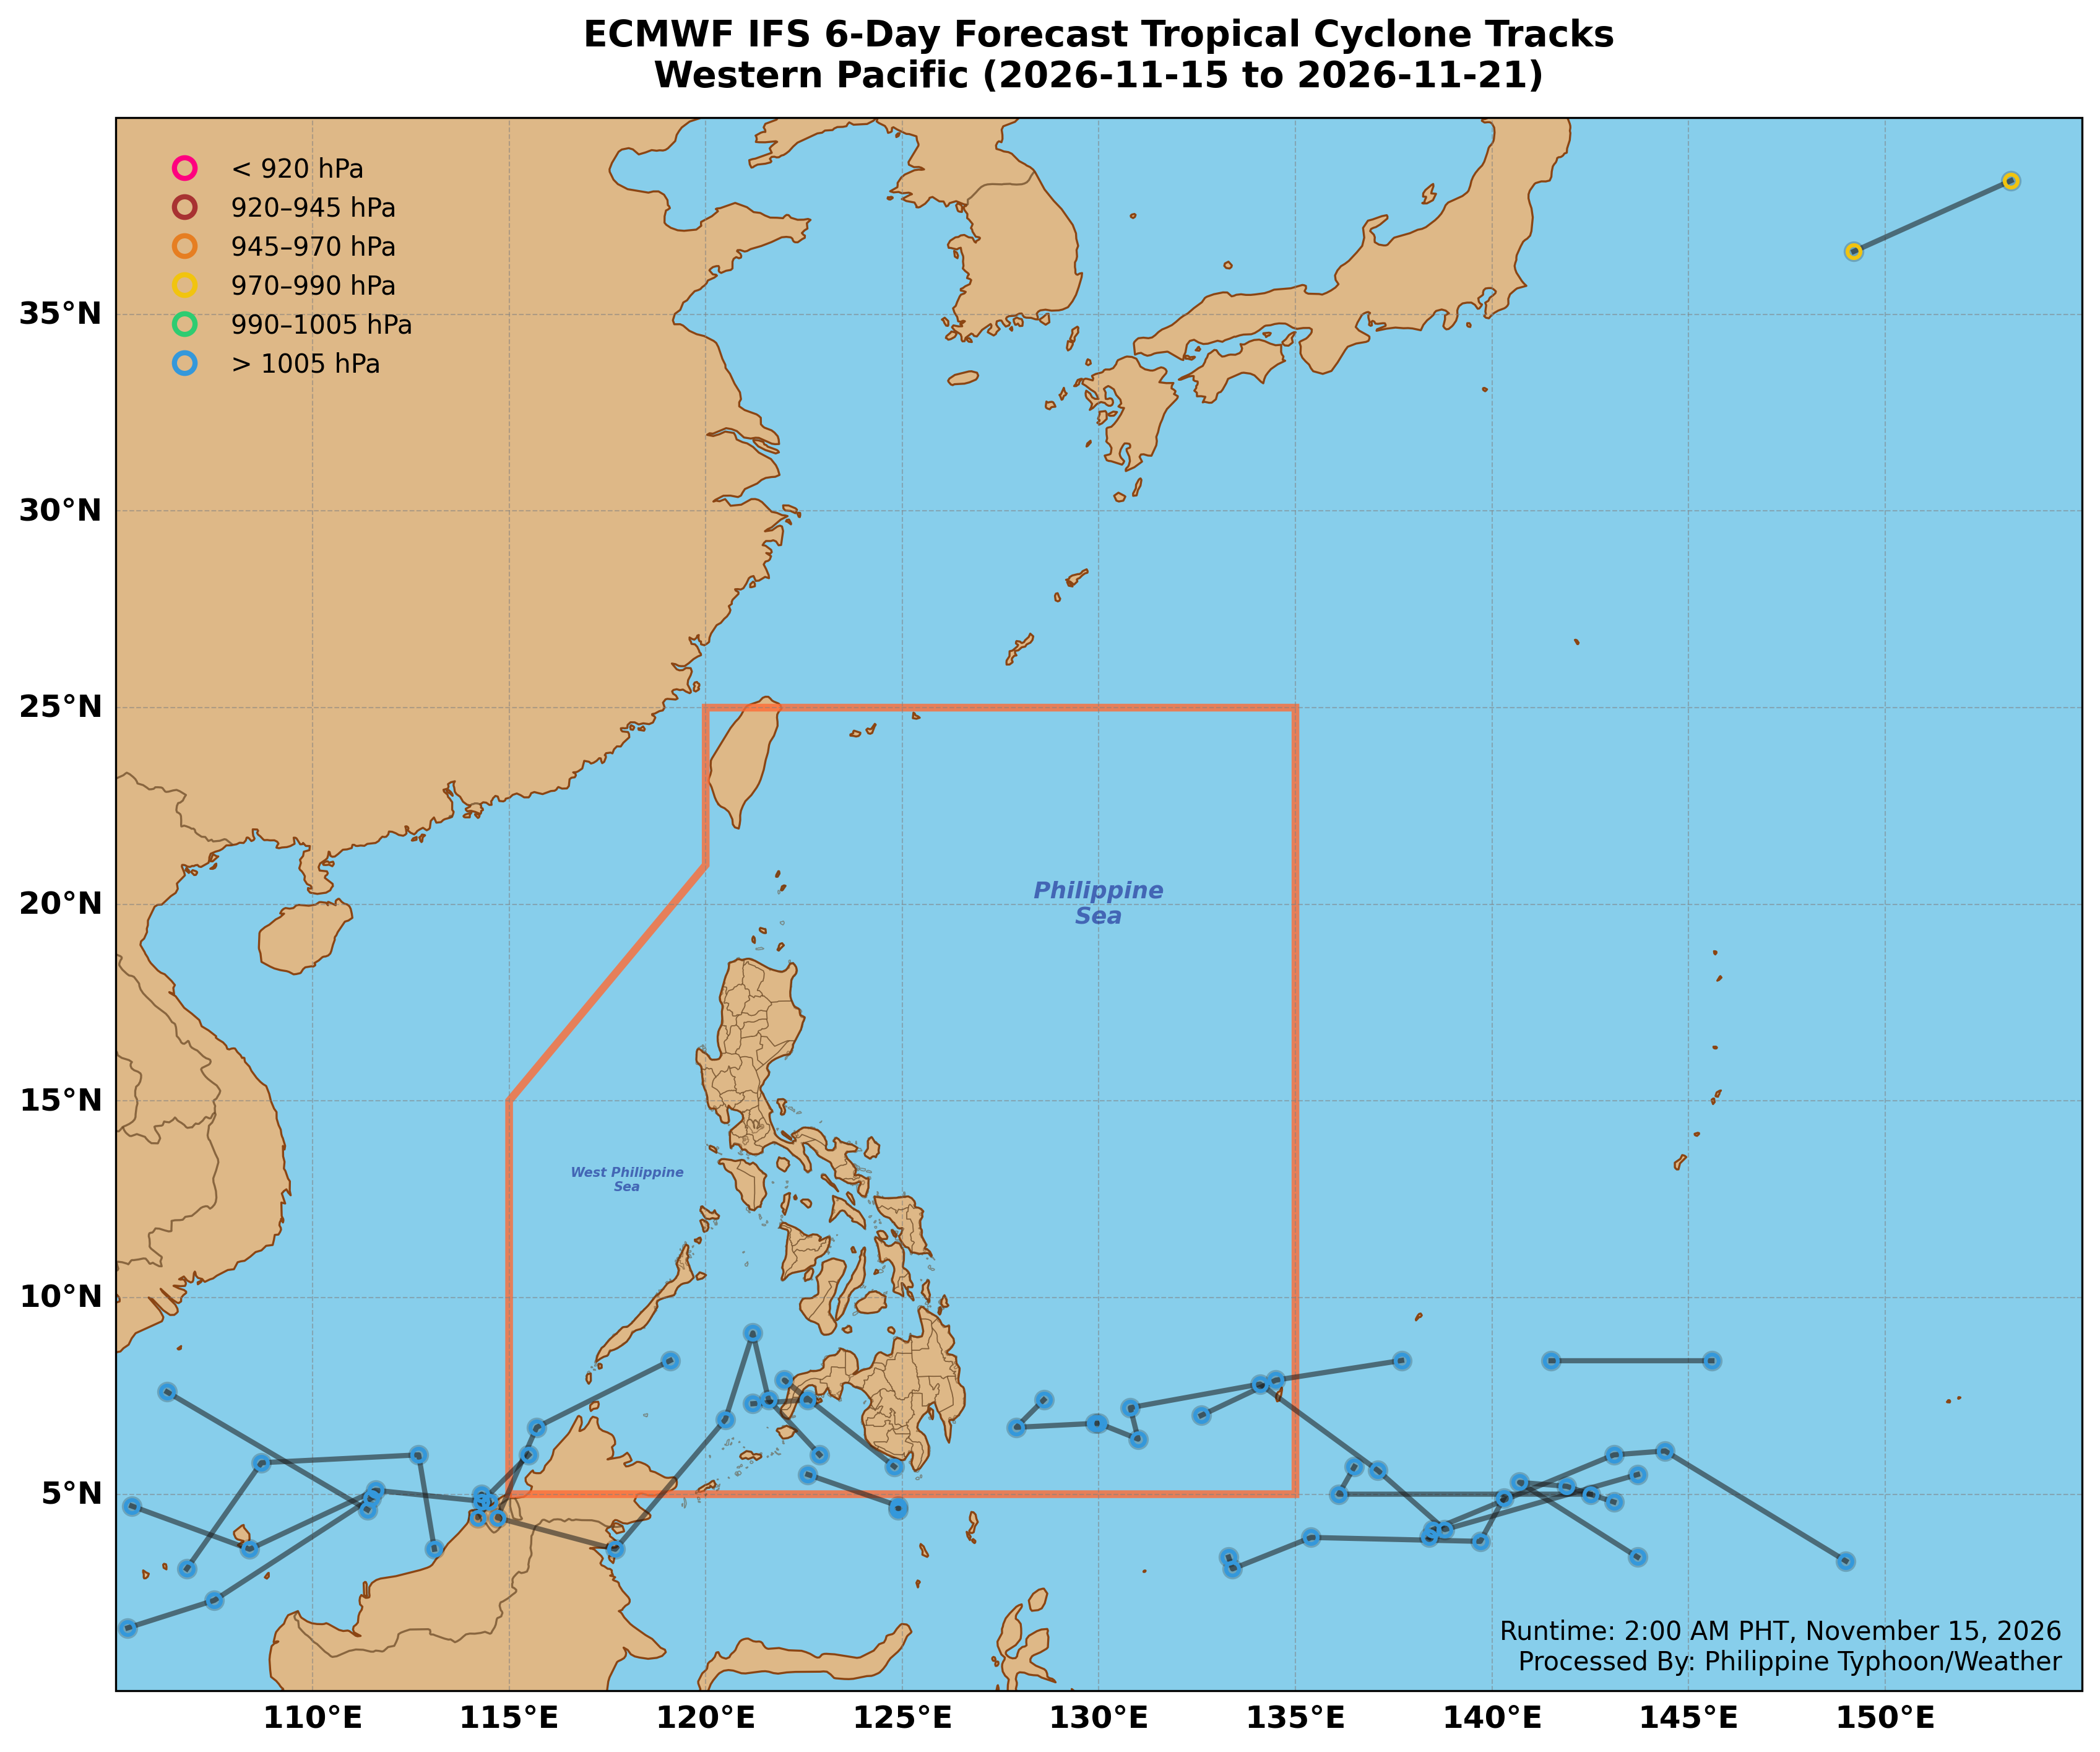 ECMWF IFS 6-Day Forecast Tropical Cyclone Tracks
Western Pacific (2026-11-15 to 2026-11-21)
< 920 hPa
920–945 hPa
945–970 hPa
970–990 hPa
990–1005 hPa
> 1005 hPa
35°N
30°N
25°N
20°N
15°N
10°N
5°N
Philippine
Sea
West Philippine
Sea
Runtime: 2:00 AM PHT, November 15, 2026
Processed By: Philippine Typhoon/Weather
110°E
115°E
120°E
125°E
130°E
135°E
140°E
145°E
150°E